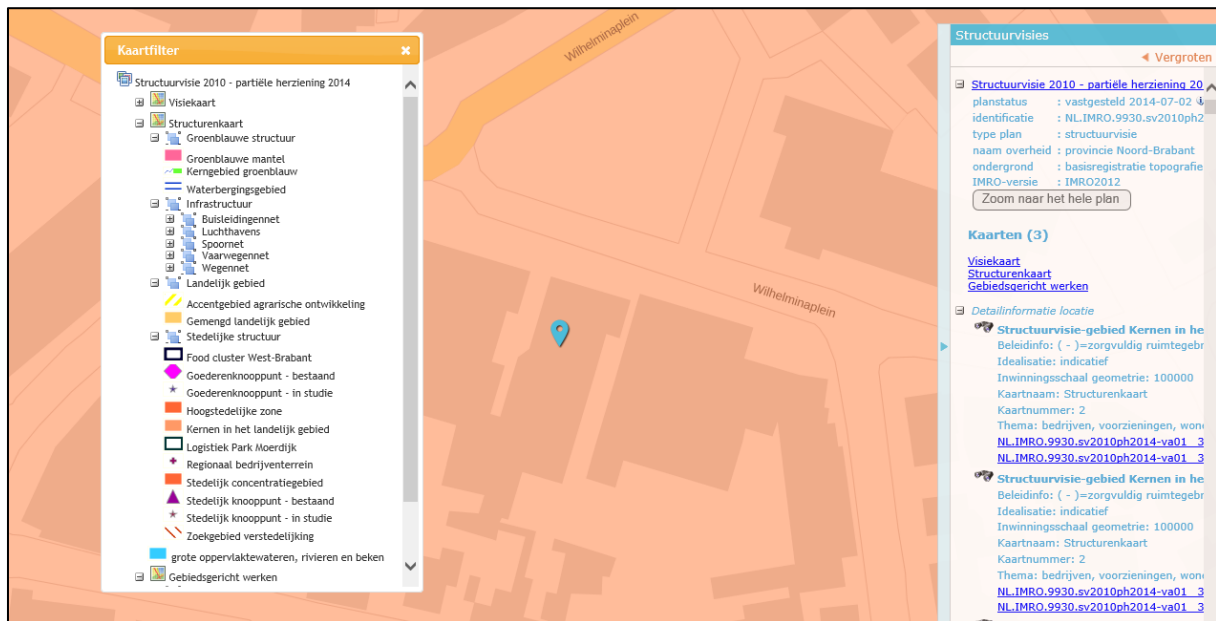 Wilhelminaplein
Wilhelminaplein
Kaartfilter
Structuurvisie 2010 - partiële herziening 2014
Visiekaart
Structurenkaart
Groenblauwe structuur
Groenblauwe mantel
Kerngebied groenblauw
Waterbergingsgebied
Infrastructuur
Buisleidingennet
Luchthavens
Spoornet
Vaarwegennet
Wegennet
Landelijk gebied
Accentgebied agrarische ontwikkeling
Gemengd landelijk gebied
Stedelijke structuur
Food cluster West-Brabant
Goederenknooppunt - bestaand
Goederenknooppunt - in studie
Hoogstedelijke zone
Kernen in het landelijk gebied
Logistiek Park Moerdijk
Regionaal bedrijventerrein
Stedelijk concentratiegebied
Stedelijk knooppunt - bestaand
Stedelijk knooppunt - in studie
Zoekgebied verstedelijking
grote oppervlaktewateren, rivieren en beken
Gebiedsgericht werken
Structuurvisies
Vergroten
Structuurvisie 2010 - partiële herziening 20
planstatus : vastgesteld 2014-07-02
identificatie : NL.IMRO.9930.sv2010ph2
type plan : structuurvisie
naam overheid : provincie Noord-Brabant
ondergrond : basisregistratie topografie
IMRO-versie : IMRO2012
Zoom naar het hele plan
Kaarten (3)
Visiekaart
Structurenkaart
Gebiedsgericht werken
Detailinformatie locatie
Structuurvisie-gebied Kernen in he
Beleidinfo: ( - )=zorgvuldig ruimtegebr
Idealisatie: indicatief
Inwinningsschaal geometrie: 100000
Kaartnaam: Structurenkaart
Kaartnummer: 2
Thema: bedrijven, voorzieningen, won
NL.IMRO.9930.sv2010ph2014-va01_3
NL.IMRO.9930.sv2010ph2014-va01_3
Structuurvisie-gebied Kernen in he
Beleidinfo: ( - )=zorgvuldig ruimtegebr
Idealisatie: indicatief
Inwinningsschaal geometrie: 100000
Kaartnaam: Structurenkaart
Kaartnummer: 2
Thema: bedrijven, voorzieningen, won
NL.IMRO.9930.sv2010ph2014-va01_3
NL.IMRO.9930.sv2010ph2014-va01_3